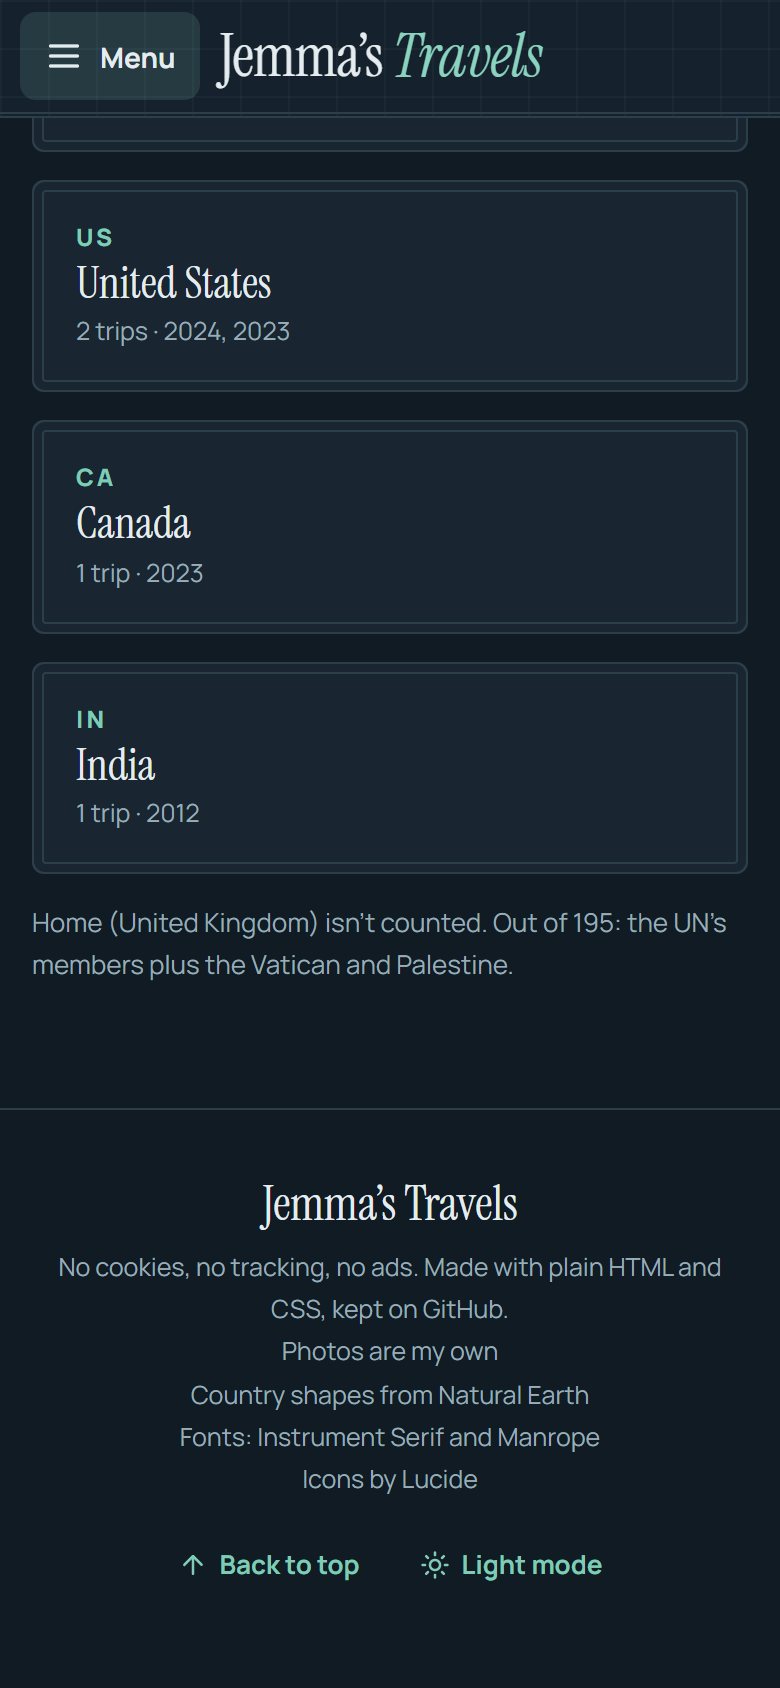 Menu
Jemma’s Travels
US
United States
2 trips · 2024, 2023
CA
Canada
1 trip · 2023
IN
India
1 trip · 2012
Home (United Kingdom) isn’t counted. Out of 195: the UN’s
members plus the Vatican and Palestine.
Jemma’s Travels
No cookies, no tracking, no ads. Made with plain HTML and
CSS, kept on GitHub.
Photos are my own
Country shapes from Natural Earth
Fonts: Instrument Serif and Manrope
Icons by Lucide
Back to top
Light mode